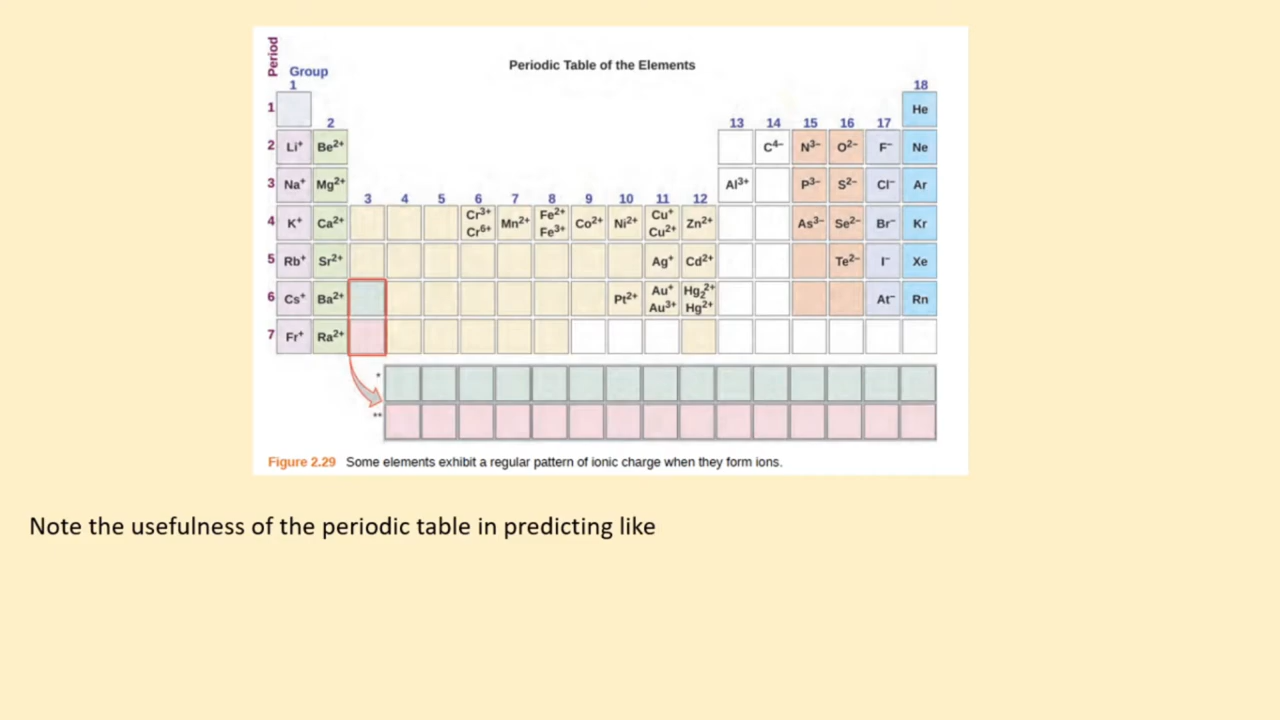 Periodic Table of the Elements
Period
Group
1
18
1 He
2 13 14 15 16 17
2 Li⁺ Be²⁺ C⁴⁻ N³⁻ O²⁻ F⁻ Ne
3 Na⁺ Mg²⁺ Al³⁺ P³⁻ S²⁻ Cl⁻ Ar
3 4 5 6 7 8 9 10 11 12
4 K⁺ Ca²⁺ Cr³⁺ Cr⁶⁺ Mn²⁺ Fe²⁺ Fe³⁺ Co²⁺ Ni²⁺ Cu⁺ Cu²⁺ Zn²⁺ As³⁻ Se²⁻ Br⁻ Kr
5 Rb⁺ Sr²⁺ Ag⁺ Cd²⁺ Te²⁻ I⁻ Xe
6 Cs⁺ Ba²⁺ Pt²⁺ Au⁺ Au³⁺ Hg₂²⁺ Hg²⁺ At⁻ Rn
7 Fr⁺ Ra²⁺
*
**
Figure 2.29 Some elements exhibit a regular pattern of ionic charge when they form ions.
Note the usefulness of the periodic table in predicting like